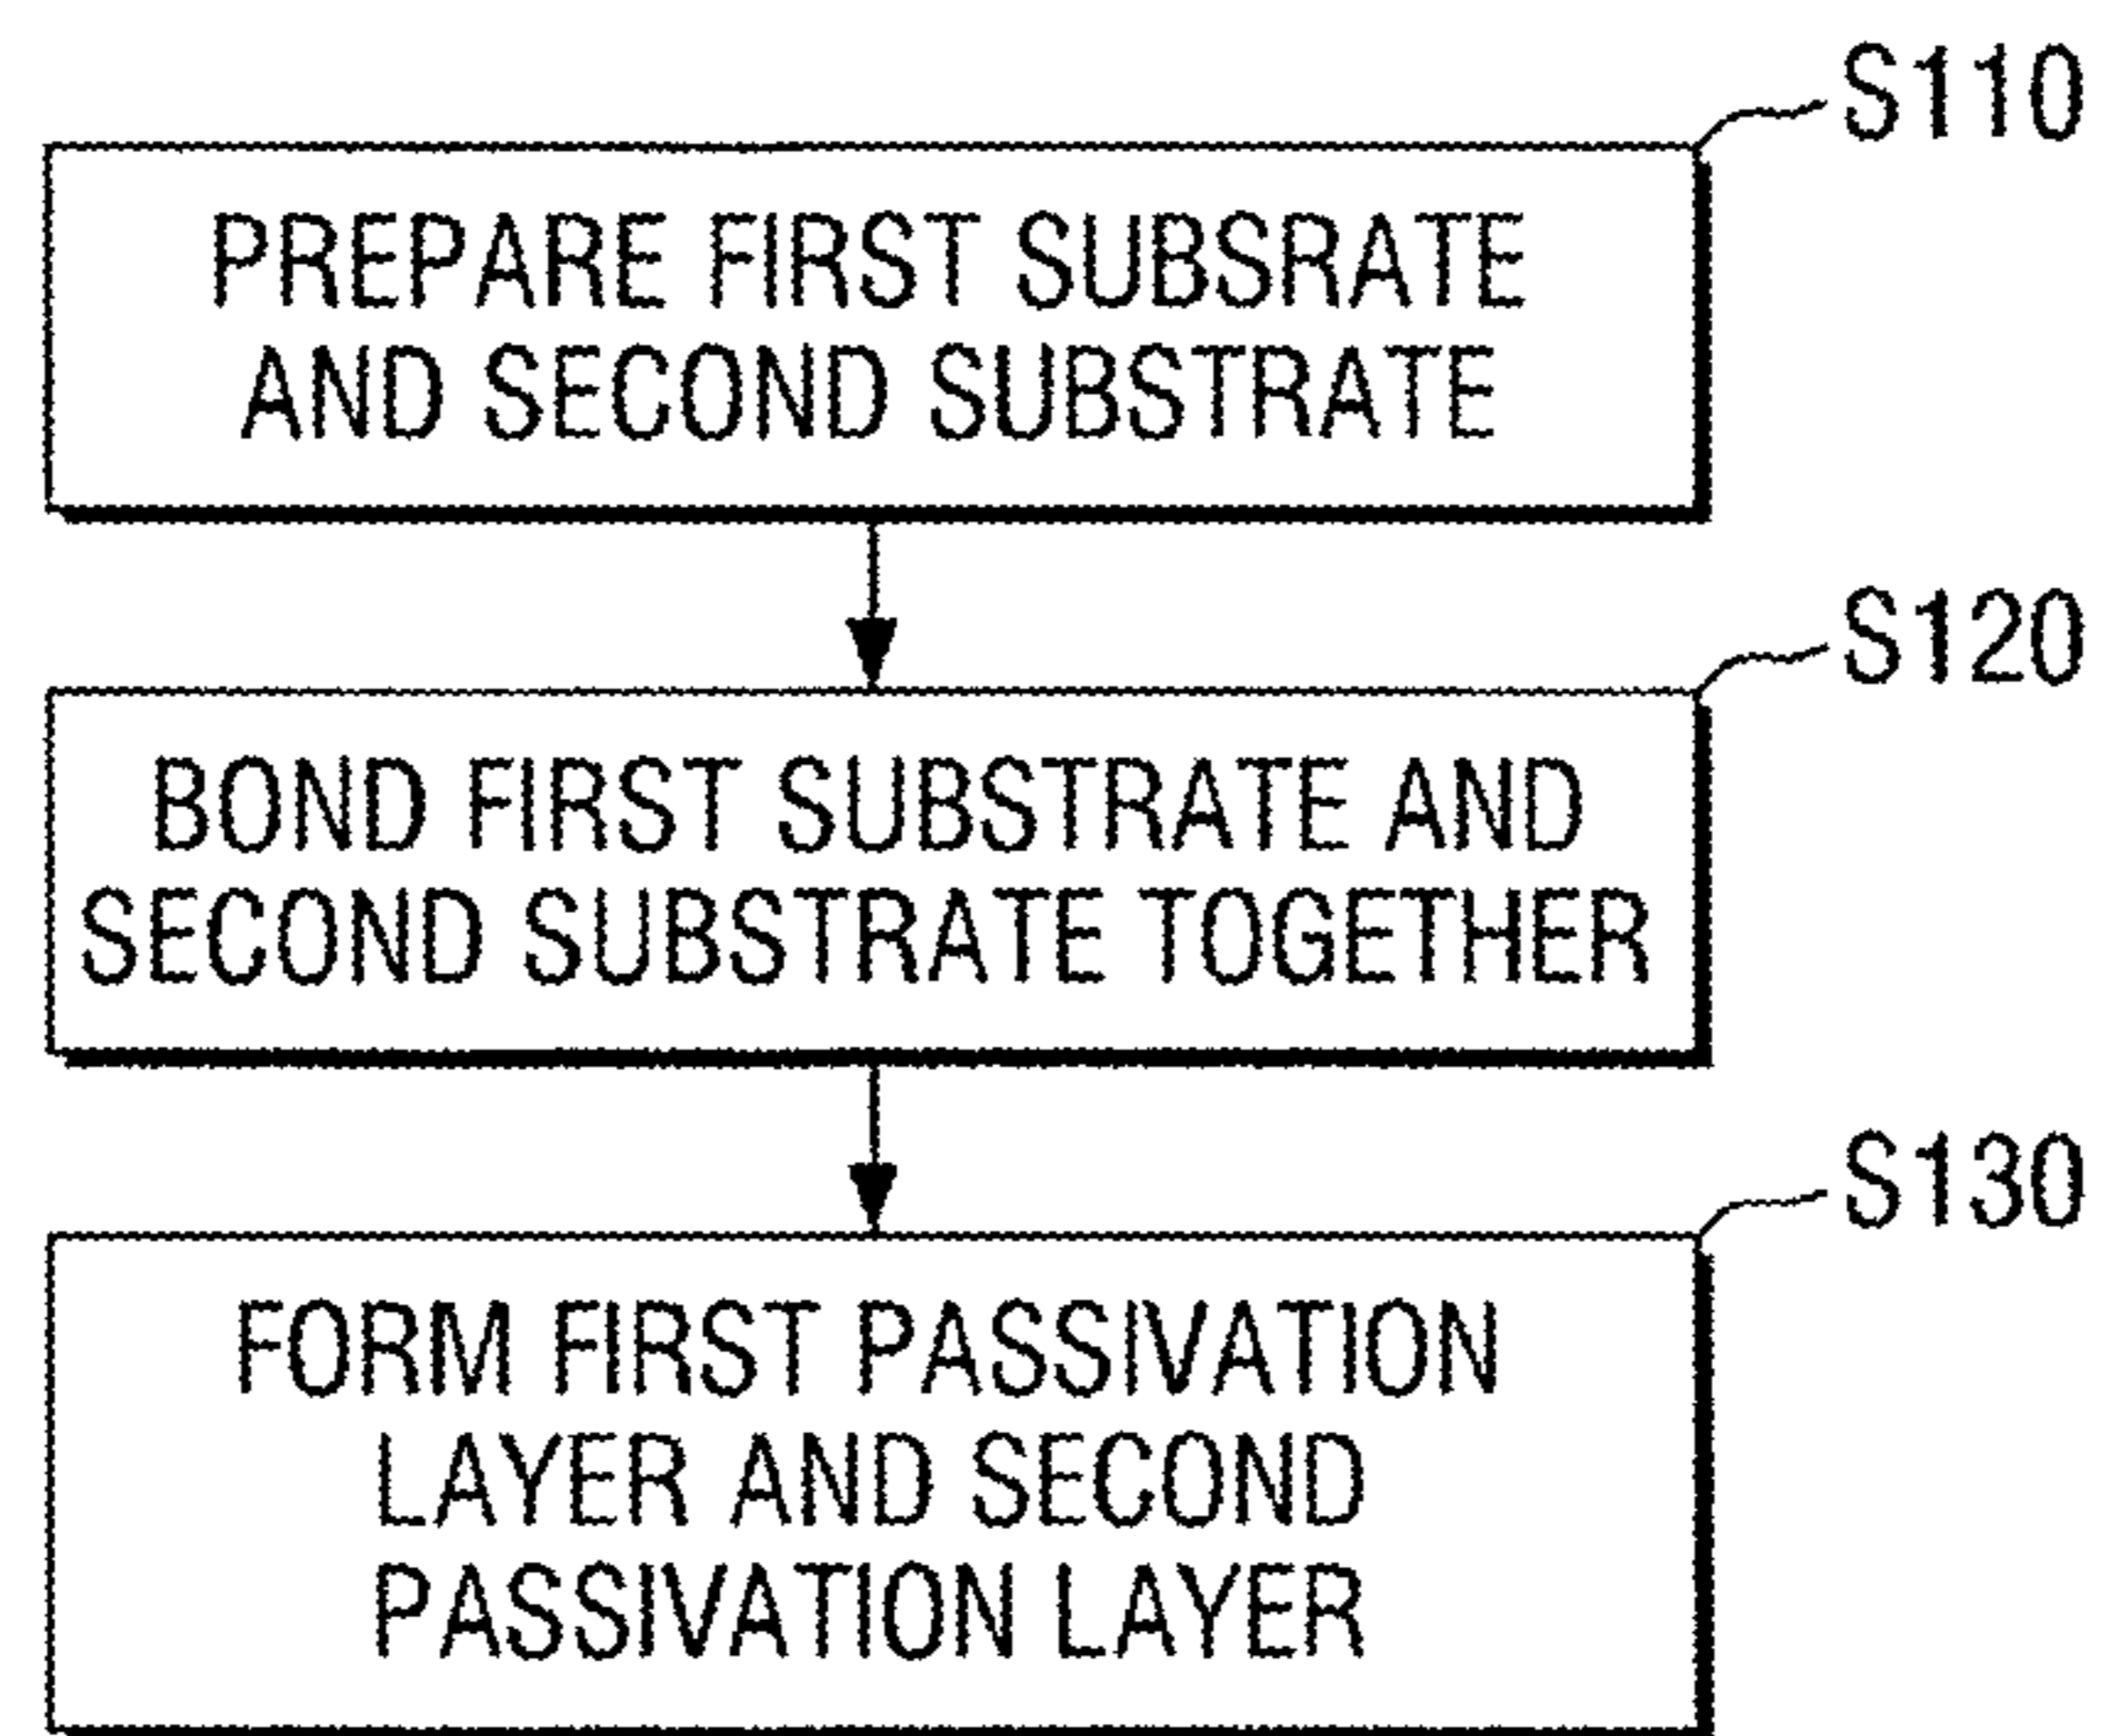 S110
PREPARE FIRST SUBSRATE
AND SECOND SUBSTRATE
S120
BOND FIRST SUBSTRATE AND
SECOND SUBSTRATE TOGETHER
S130
FORM FIRST PASSIVATION
LAYER AND SECOND
PASSIVATION LAYER